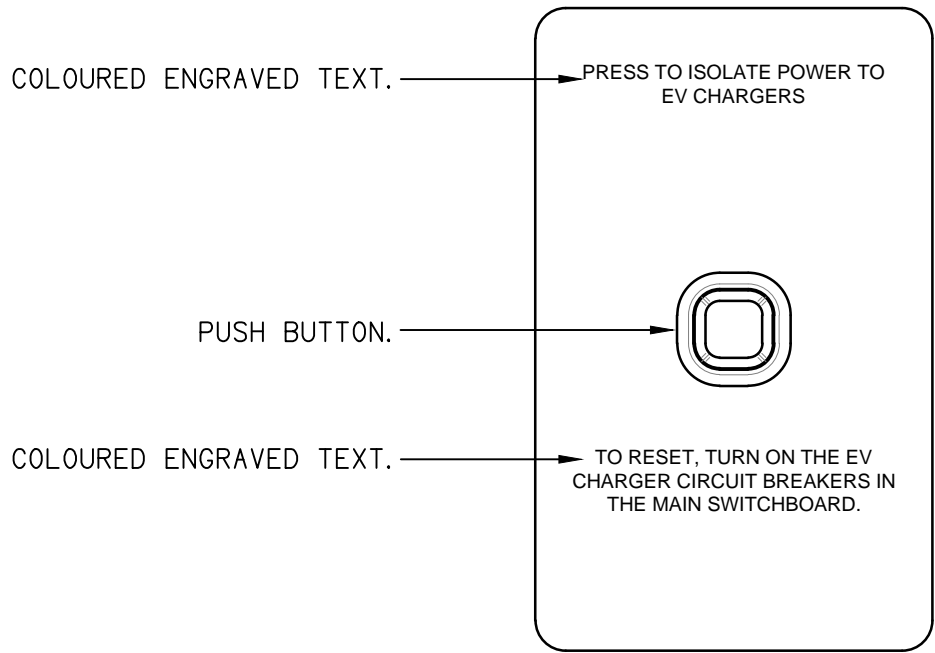 COLOURED ENGRAVED TEXT.
PRESS TO ISOLATE POWER TO
EV CHARGERS
PUSH BUTTON.
COLOURED ENGRAVED TEXT.
TO RESET, TURN ON THE EV
CHARGER CIRCUIT BREAKERS IN
THE MAIN SWITCHBOARD.